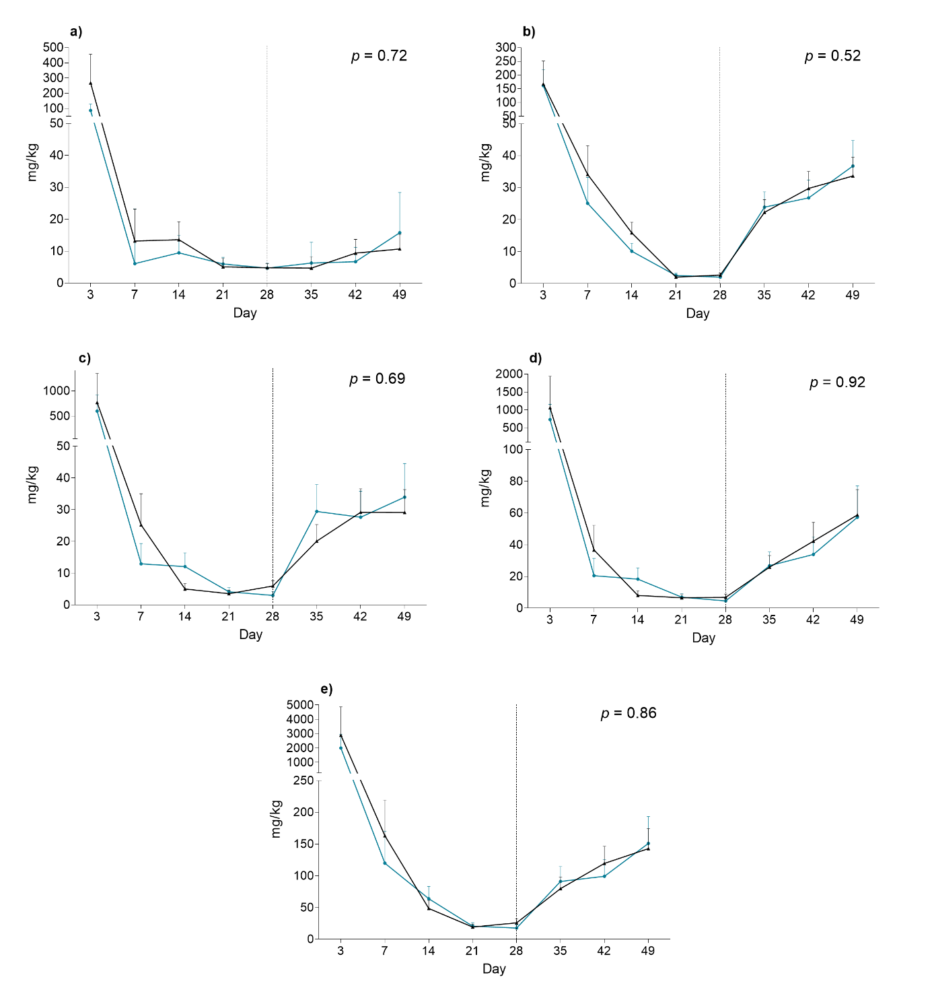 a)
p = 0.72
500
400
300
200
100
50
40
30
20
10
0
mg/kg
3 7 14 21 28 35 42 49
Day
b)
p = 0.52
300
250
200
150
100
50
50
40
30
20
10
0
mg/kg
3 7 14 21 28 35 42 49
Day
c)
p = 0.69
1000
500
50
40
30
20
10
0
mg/kg
3 7 14 21 28 35 42 49
Day
d)
p = 0.92
2000
1500
1000
500
100
80
60
40
20
0
mg/kg
3 7 14 21 28 35 42 49
Day
e)
p = 0.86
5000
4000
3000
2000
1000
250
200
150
100
50
0
mg/kg
3 7 14 21 28 35 42 49
Day